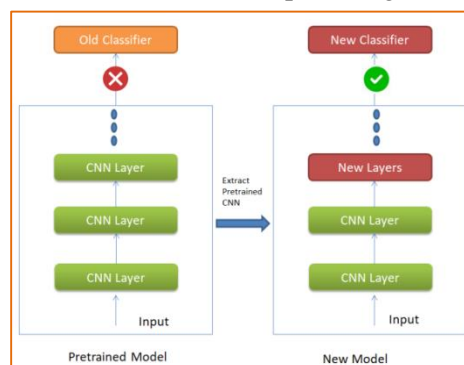 Old Classifier
New Classifier
CNN Layer
New Layers
Extract
Pretrained
CNN
CNN Layer
CNN Layer
CNN Layer
CNN Layer
Input
Input
Pretrained Model
New Model